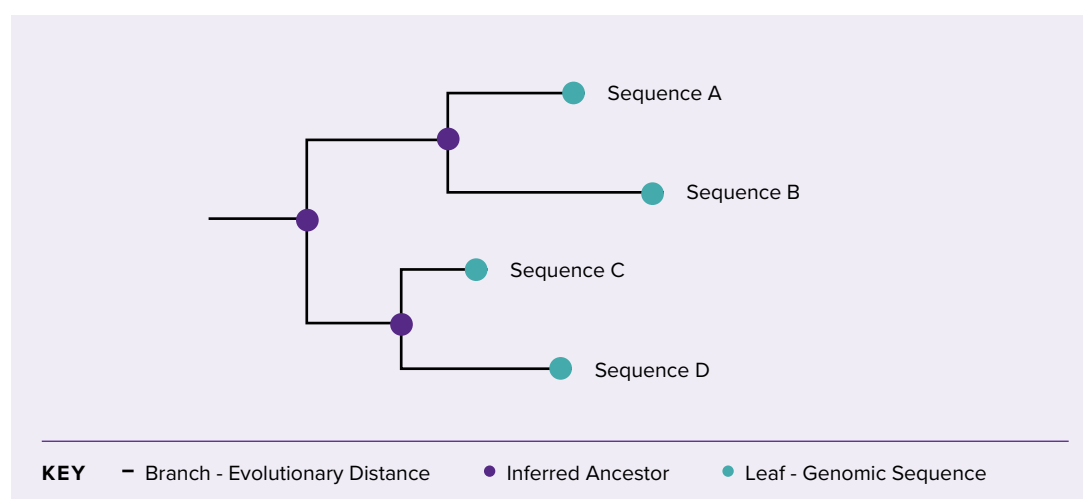 Sequence A
Sequence B
Sequence C
Sequence D
KEY - Branch - Evolutionary Distance Inferred Ancestor Leaf - Genomic Sequence